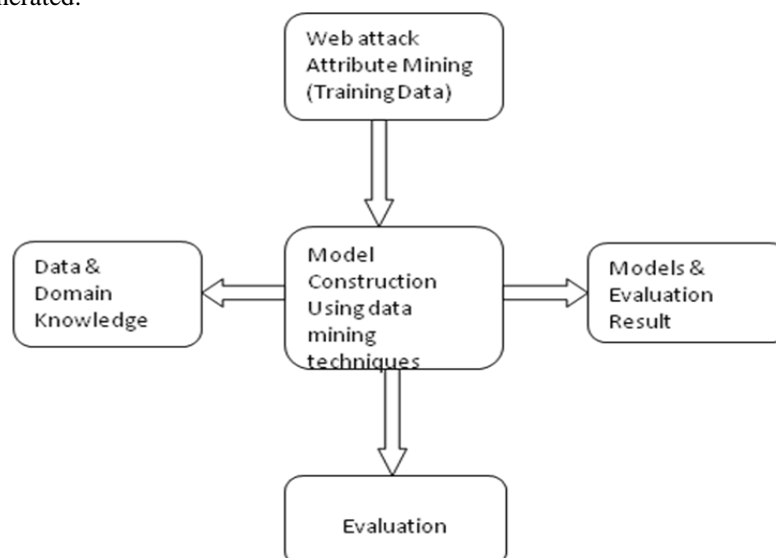 Web attack
Attribute Mining
(Training Data)
Data &
Domain
Knowledge
Model
Construction
Using data
mining
techniques
Models &
Evaluation
Result
Evaluation